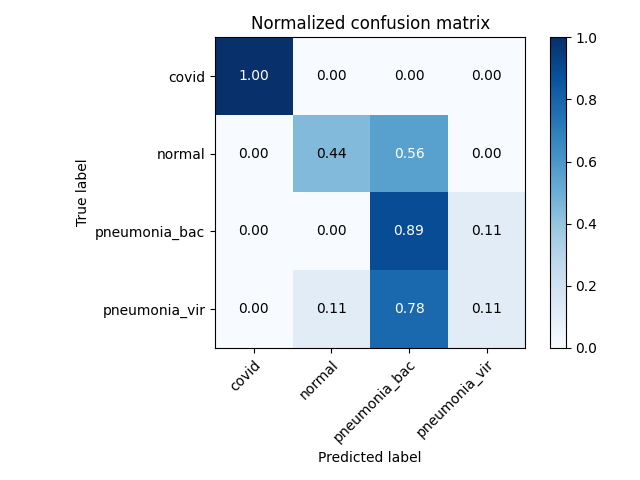 Normalized confusion matrix
True label
covid 1.00 0.00 0.00 0.00
normal 0.00 0.44 0.56 0.00
pneumonia_bac 0.00 0.00 0.89 0.11
pneumonia_vir 0.00 0.11 0.78 0.11
covid normal pneumonia_bac pneumonia_vir
Predicted label
1.0
0.8
0.6
0.4
0.2
0.0